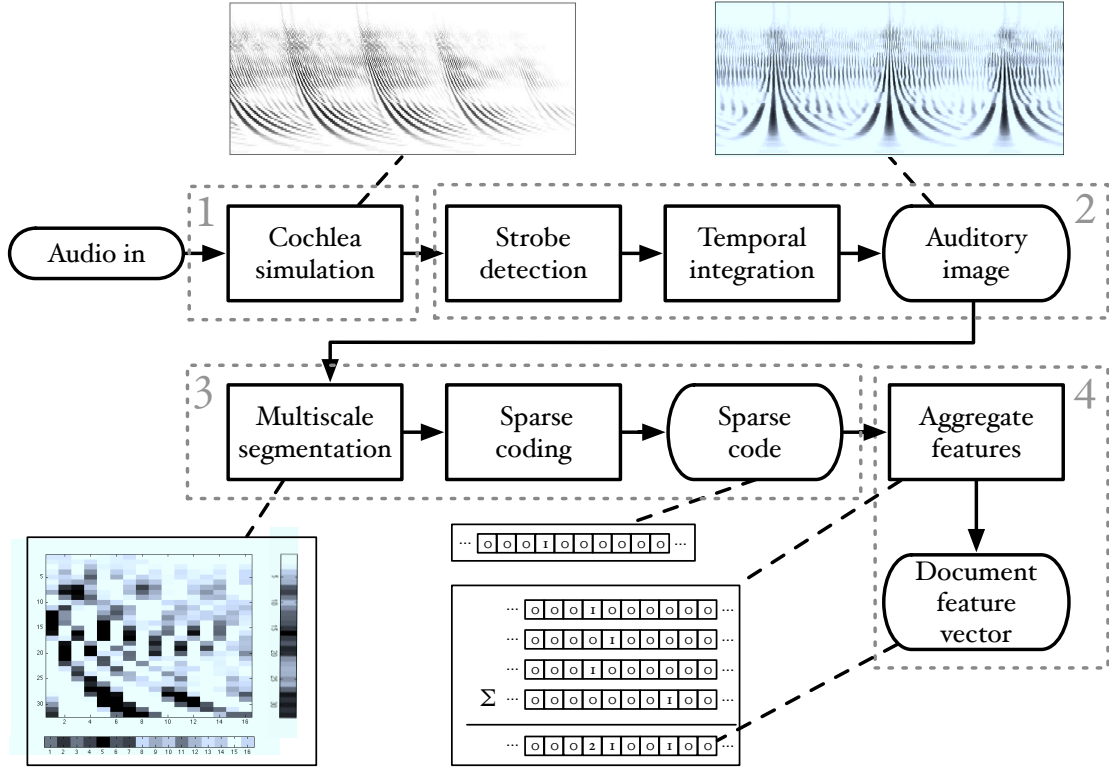 1
2
Audio in
Cochlea
simulation
Strobe
detection
Temporal
integration
Auditory
image
3
4
Multiscale
segmentation
Sparse
coding
Sparse
code
Aggregate
features
... 0 0 0 1 0 0 0 0 0 0 ...
Document
feature
vector
5
10
15
20
25
30
2 4 6 8 10 12 14 16
1 2 3 4 5 6 7 8 9 10 11 12 13 14 15 16
... 0 0 0 1 0 0 0 0 0 0 ...
... 0 0 0 0 1 0 0 0 0 0 ...
... 0 0 0 1 0 0 0 0 0 0 ...
Σ ... 0 0 0 0 0 0 0 1 0 0 ...
... 0 0 0 2 1 0 0 1 0 0 ...